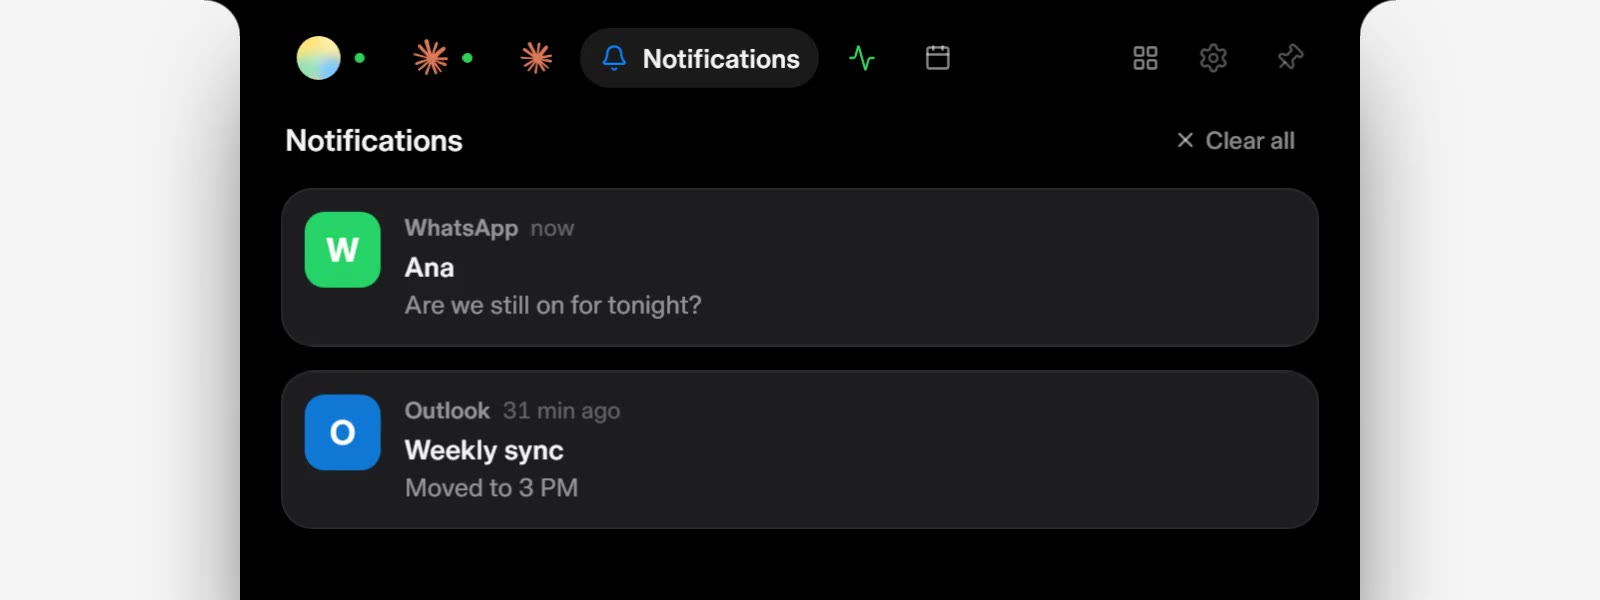 Notifications
Notifications
Clear all
W
WhatsApp now
Ana
Are we still on for tonight?
O
Outlook 31 min ago
Weekly sync
Moved to 3 PM